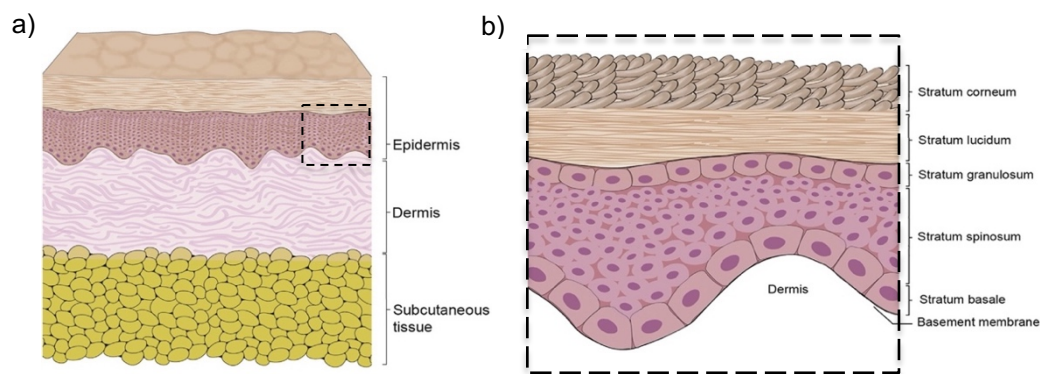 a)
Epidermis
Dermis
Subcutaneous
tissue
b)
Stratum corneum
Stratum lucidum
Stratum granulosum
Stratum spinosum
Dermis
Stratum basale
Basement membrane